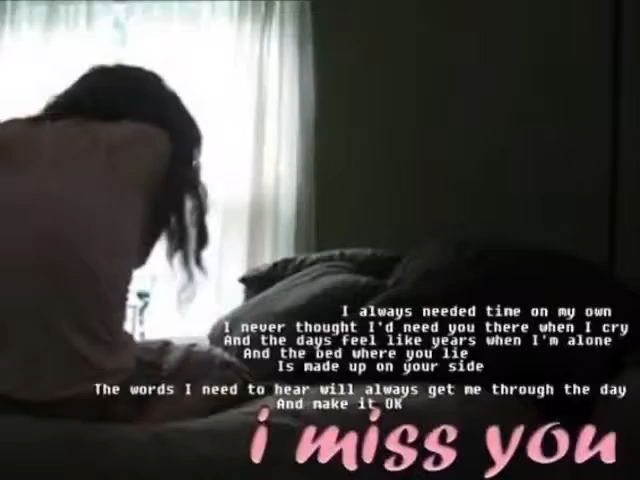 I always needed time on my own
I never thought I'd need you there when I cry
And the days feel like years when I'm alone
And the bed where you lie
Is made up on your side
The words I need to hear will always get me through the day
And make it OK
i miss you